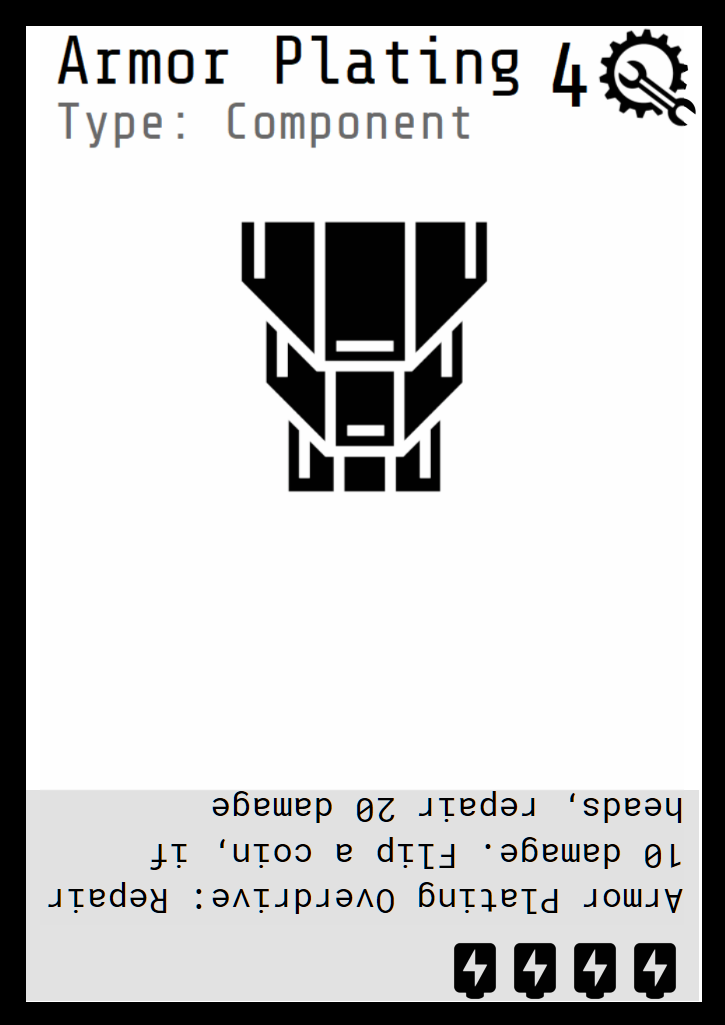 Armor Plating 4
Type: Component
Armor Plating Overdrive: Repair
10 damage. Flip a coin, if
heads, repair 20 damage